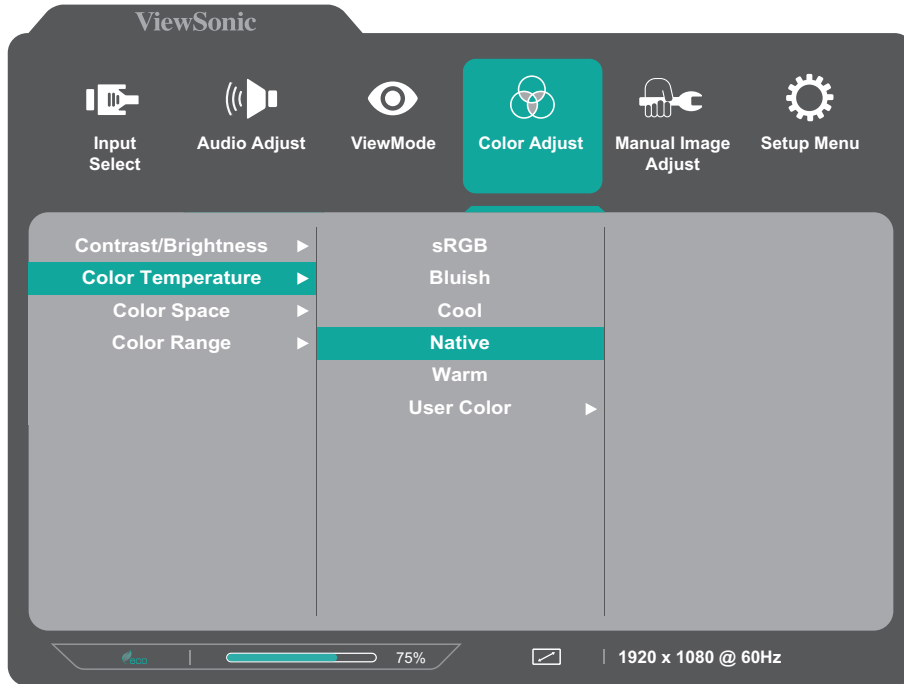 ViewSonic
Input Select
Audio Adjust
ViewMode
Color Adjust
Manual Image Adjust
Setup Menu
Contrast/Brightness
sRGB
Color Temperature
Bluish
Color Space
Cool
Color Range
Native
Warm
User Color
eco
75%
1920 x 1080 @ 60Hz